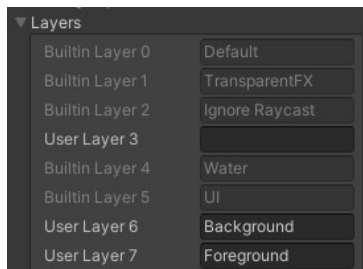 Layers
Builtin Layer 0 Default
Builtin Layer 1 TransparentFX
Builtin Layer 2 Ignore Raycast
User Layer 3
Builtin Layer 4 Water
Builtin Layer 5 UI
User Layer 6 Background
User Layer 7 Foreground